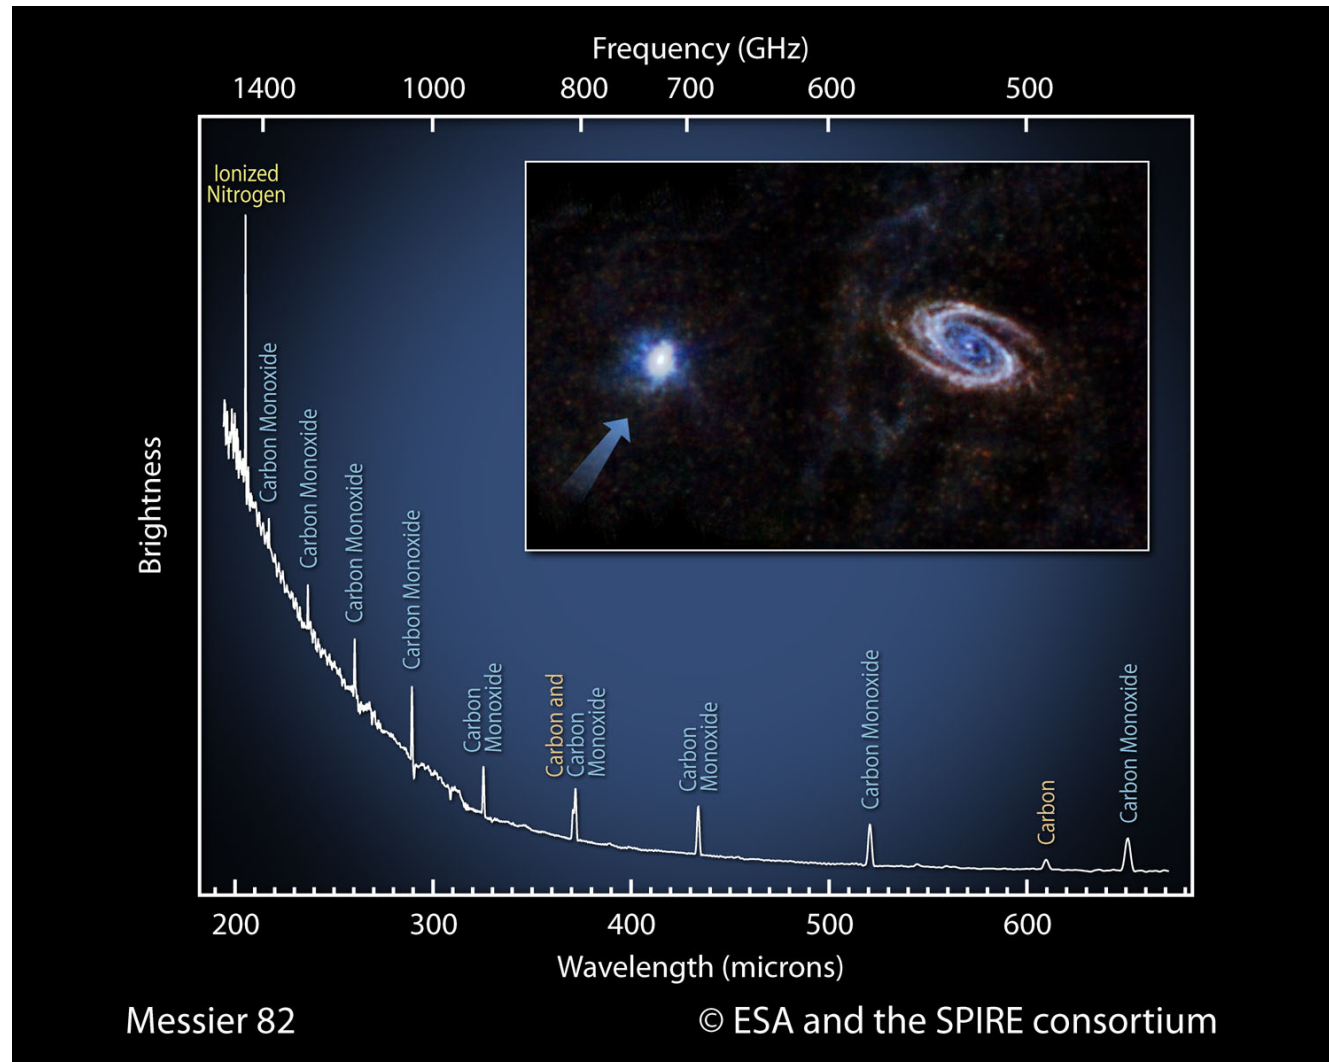 Frequency (GHz)
1400 1000 800 700 600 500
Ionized
Nitrogen
Carbon Monoxide
Carbon Monoxide
Carbon Monoxide
Carbon Monoxide
Carbon
Monoxide
Carbon and
Carbon
Monoxide
Carbon
Monoxide
Carbon Monoxide
Carbon
Carbon Monoxide
Brightness
200 300 400 500 600
Wavelength (microns)
Messier 82
© ESA and the SPIRE consortium